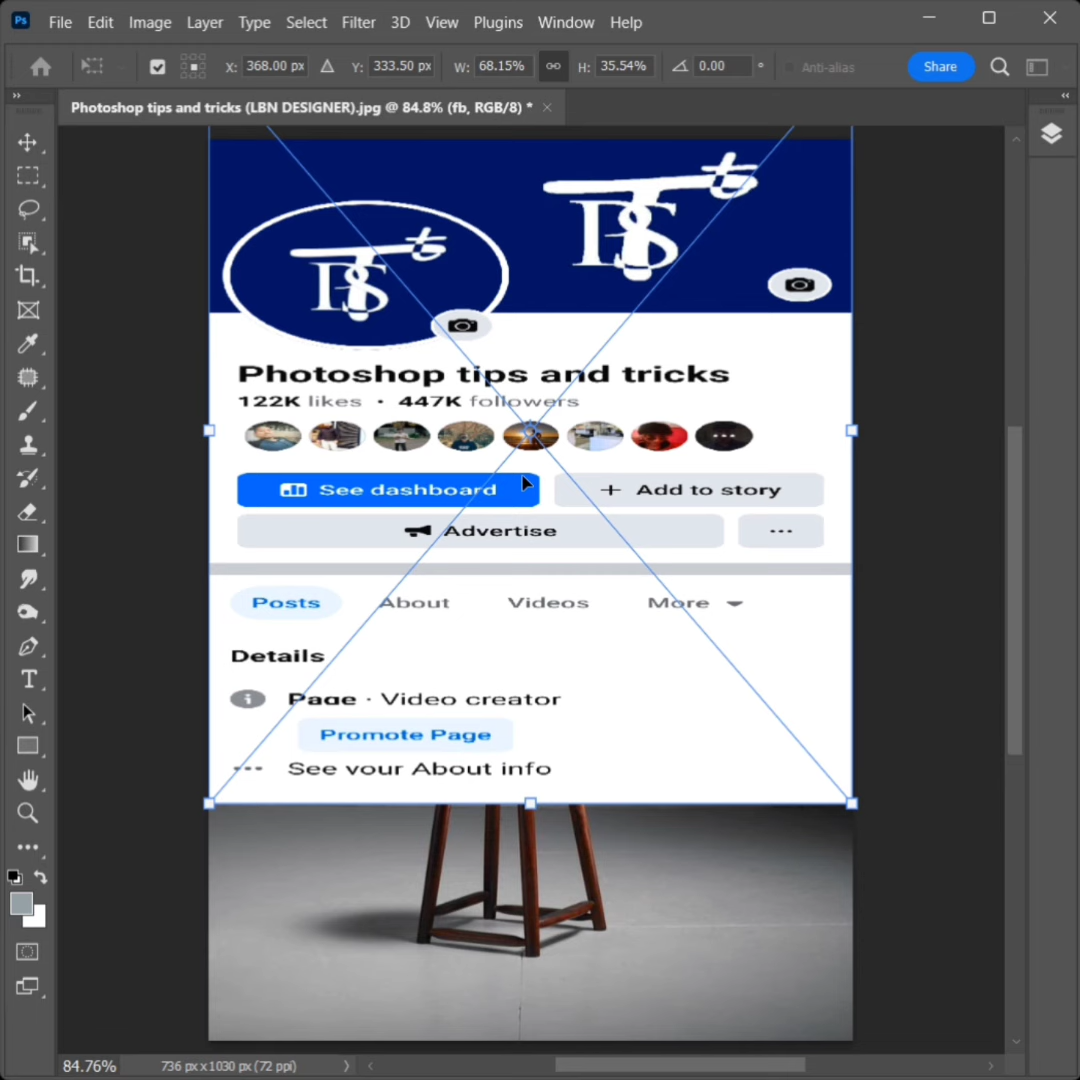 Ps File Edit Image Layer Type Select Filter 3D View Plugins Window Help
X: 368.00 px Y: 333.50 px W: 68.15% H: 35.54% 0.00 ° Anti-alias Share
Photoshop tips and tricks (LBN DESIGNER).jpg @ 84.8% (fb, RGB/8) * ×
Photoshop tips and tricks
122K likes · 447K followers
See dashboard
+ Add to story
Advertise
Posts About Videos More
Details
Page · Video creator
Promote Page
See your About info
84.76% 736 px x 1030 px (72 ppi)